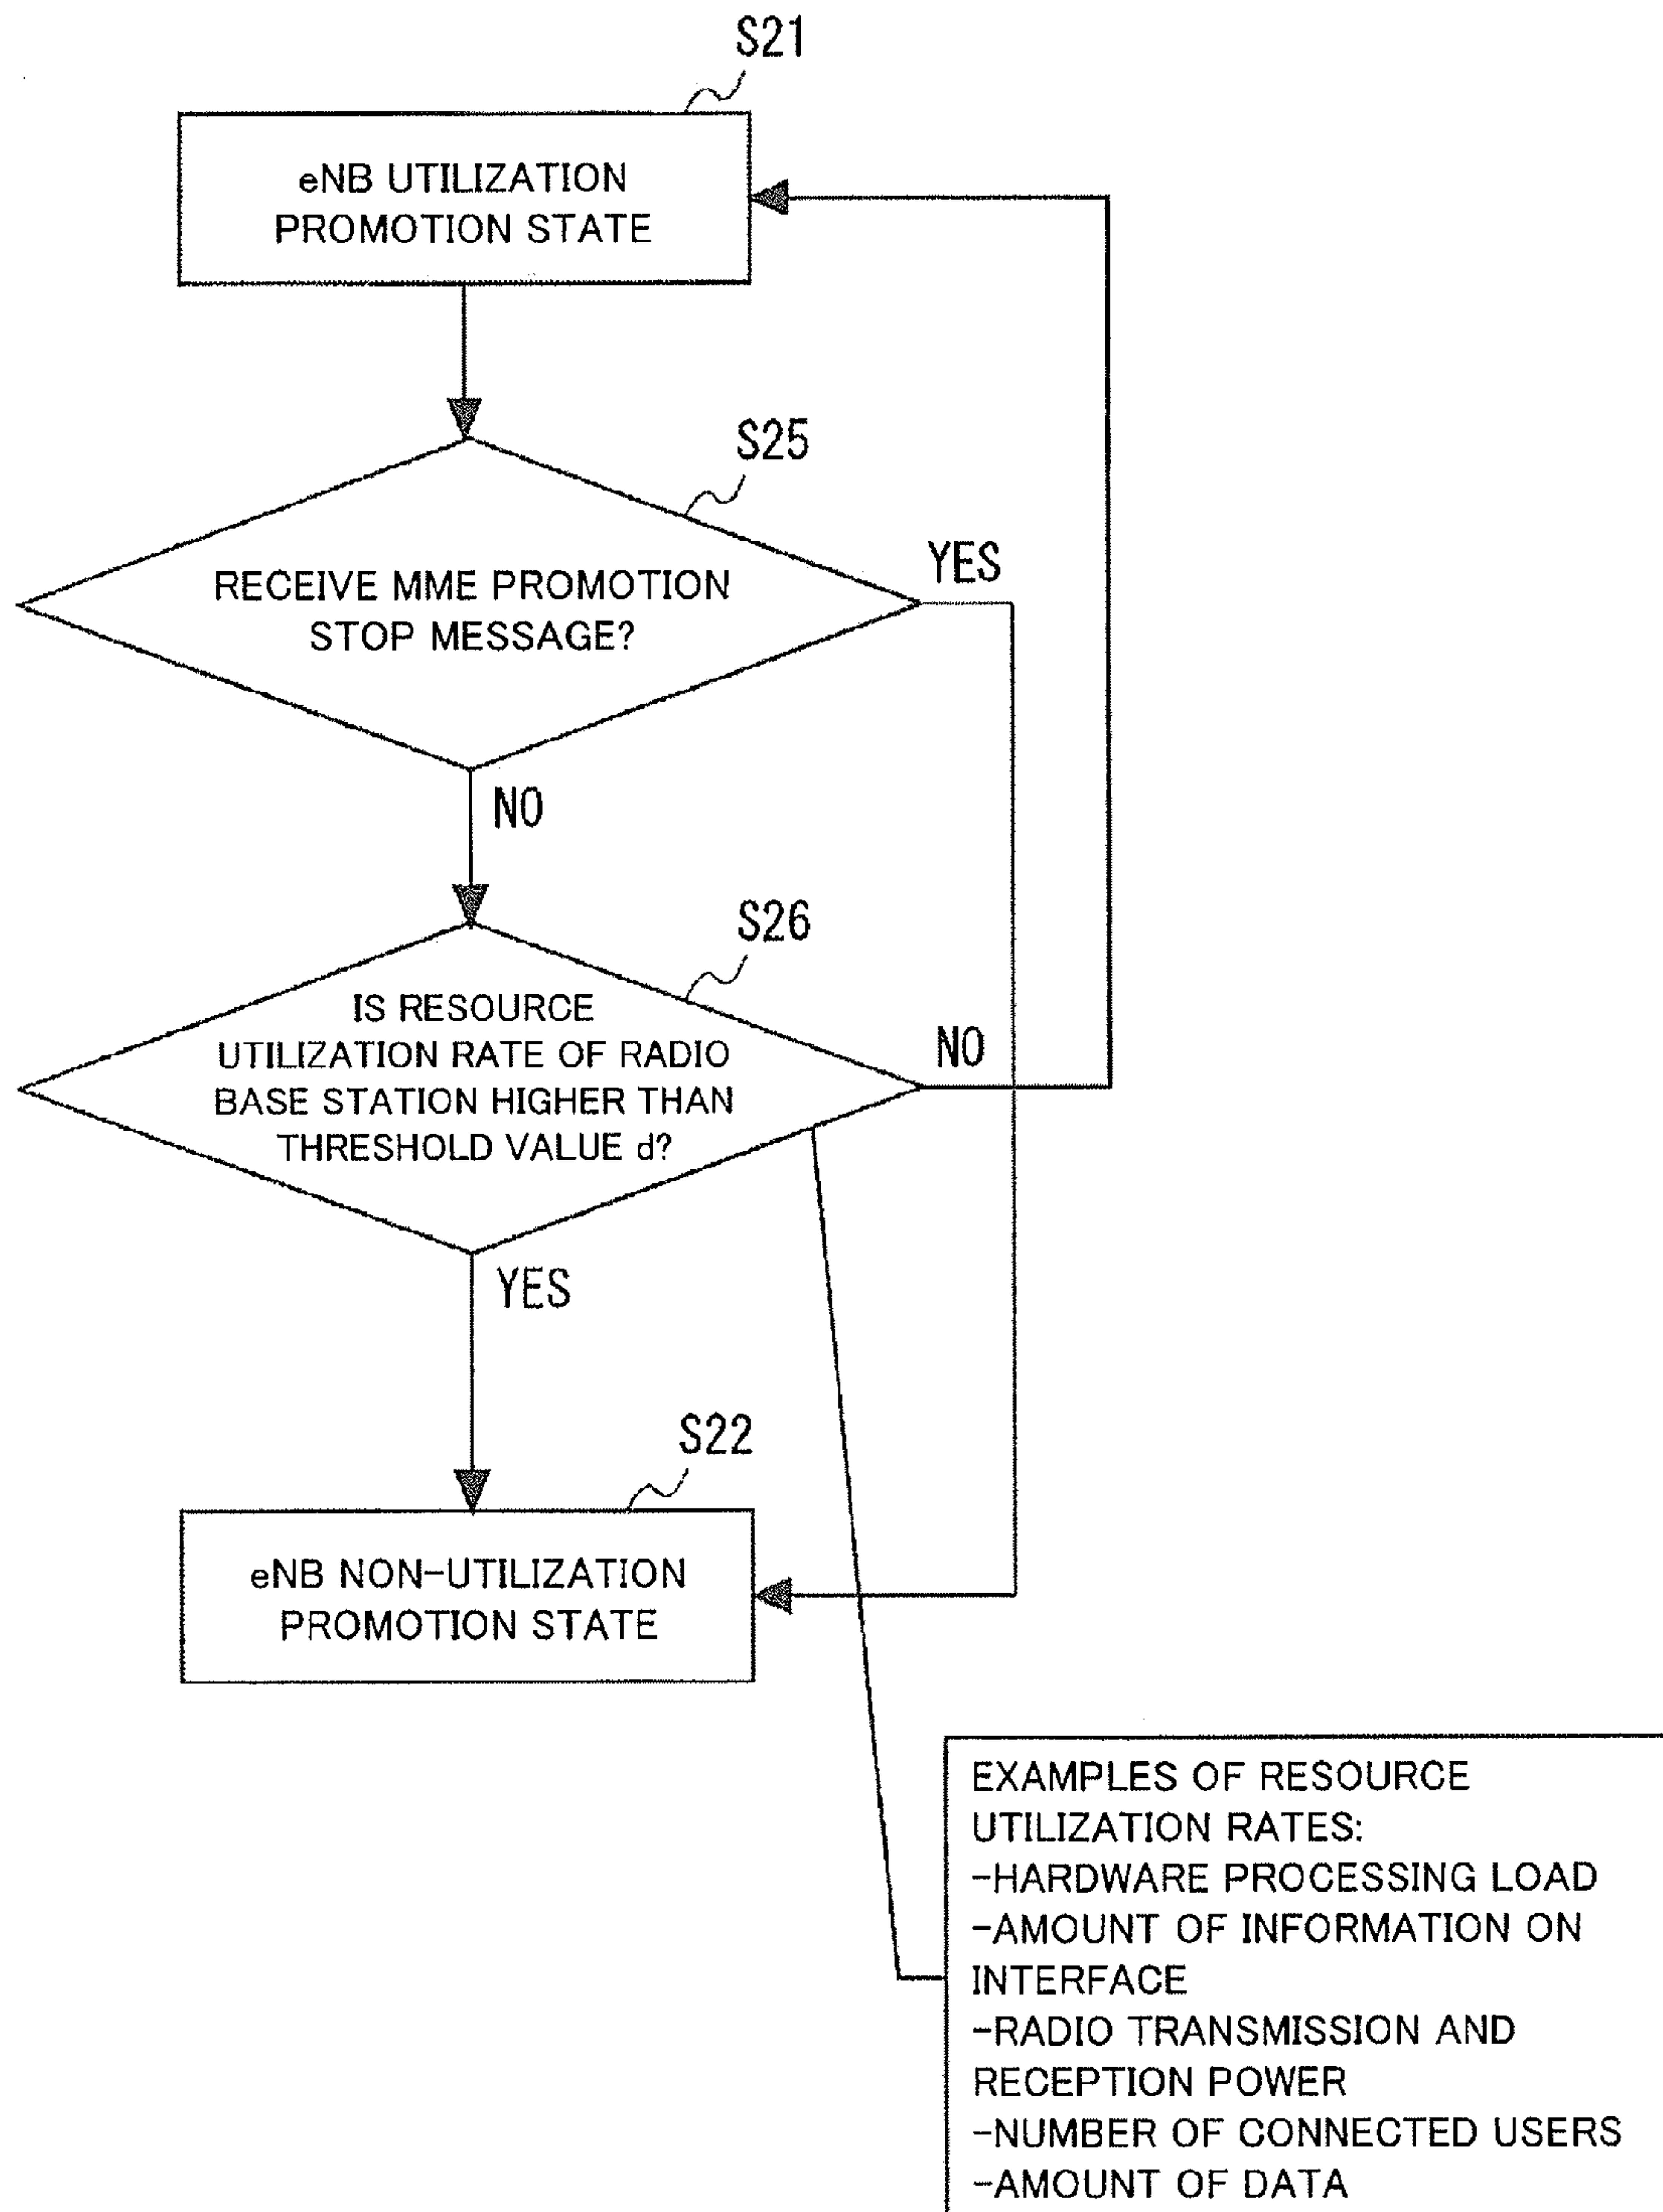 S21
eNB UTILIZATION
PROMOTION STATE
S25
RECEIVE MME PROMOTION
STOP MESSAGE?
YES
NO
S26
IS RESOURCE
UTILIZATION RATE OF RADIO
BASE STATION HIGHER THAN
THRESHOLD VALUE d?
NO
YES
S22
eNB NON-UTILIZATION
PROMOTION STATE
EXAMPLES OF RESOURCE
UTILIZATION RATES:
-HARDWARE PROCESSING LOAD
-AMOUNT OF INFORMATION ON
INTERFACE
-RADIO TRANSMISSION AND
RECEPTION POWER
-NUMBER OF CONNECTED USERS
-AMOUNT OF DATA